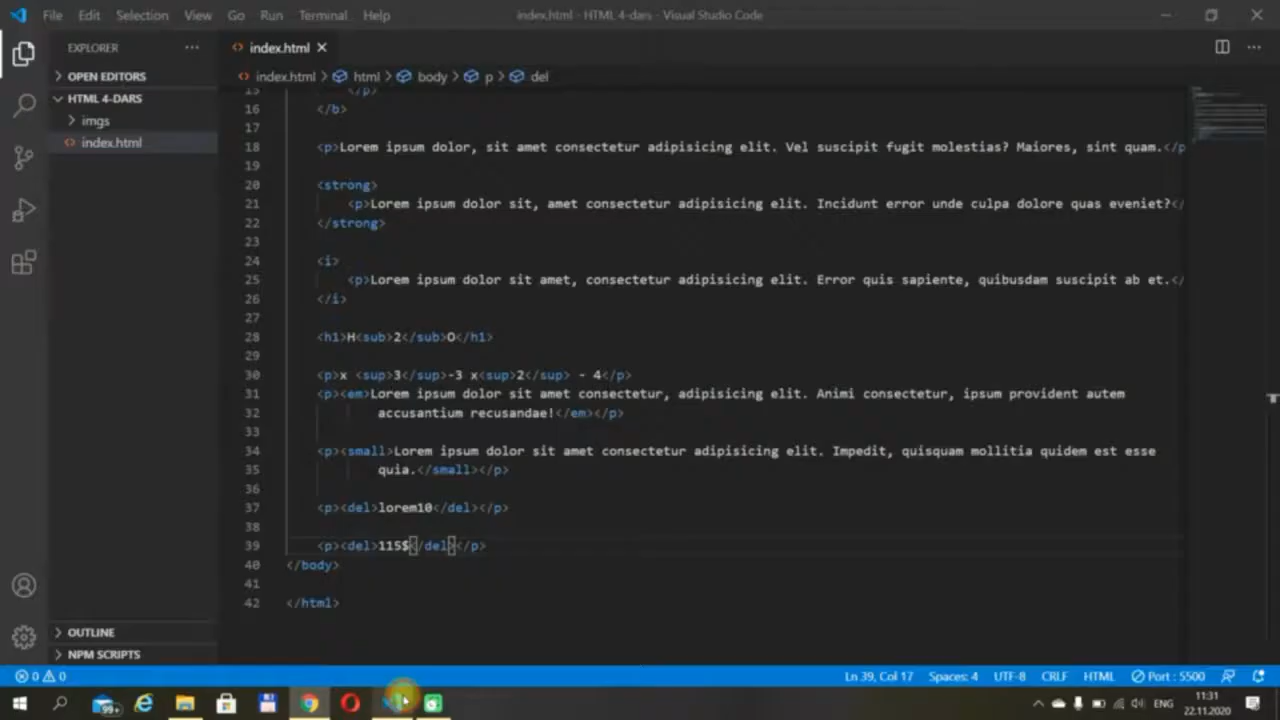 File Edit Selection View Go Run Terminal Help index.html - HTML 4-dars - Visual Studio Code
EXPLORER ···
OPEN EDITORS
HTML 4-DARS
imgs
index.html
index.html
index.html > html > body > p > del
15 </p>
16 </b>
17
18 <p>Lorem ipsum dolor, sit amet consectetur adipisicing elit. Vel suscipit fugit molestias? Maiores, sint quam.</p
19
20 <strong>
21 <p>Lorem ipsum dolor sit, amet consectetur adipisicing elit. Incidunt error unde culpa dolore quas eveniet?</
22 </strong>
23
24 <i>
25 <p>Lorem ipsum dolor sit amet, consectetur adipisicing elit. Error quis sapiente, quibusdam suscipit ab et.</
26 </i>
27
28 <h1>H<sub>2</sub>O</h1>
29
30 <p>x <sup>3</sup>-3 x<sup>2</sup> - 4</p>
31 <p><em>Lorem ipsum dolor sit amet consectetur, adipisicing elit. Animi consectetur, ipsum provident autem
32 accusantium recusandae!</em></p>
33
34 <p><small>Lorem ipsum dolor sit amet consectetur adipisicing elit. Impedit, quisquam mollitia quidem est esse
35 quia.</small></p>
36
37 <p><del>lorem10</del></p>
38
39 <p><del>115$</del></p>
40 </body>
41
42 </html>
OUTLINE
NPM SCRIPTS
0 0 Ln 39, Col 17 Spaces: 4 UTF-8 CRLF HTML Port : 5500
99+ ENG 11:31
22.11.2020